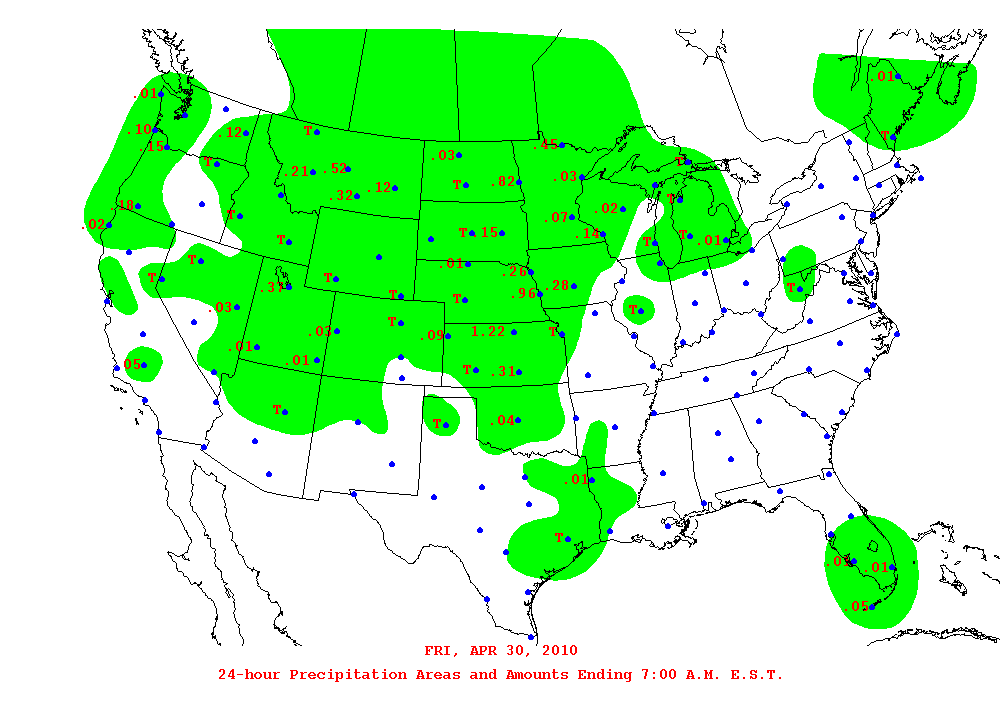 .01
.01
.10
.12
T
T
.15
.45
.03
T
T
.21
.52
.03
T
.82
.32
.12
T
.18
T
.02
.07
.02
T
.15
.14
T
T
.01
T
T
.01
.26
T
T
.37
T
T
.96
.28
T
.03
T
T
.03
.09
1.22
T
.01
.01
.05
T
.31
T
T
.04
.01
T
.01
.01
.05
FRI, APR 30, 2010
24-hour Precipitation Areas and Amounts Ending 7:00 A.M. E.S.T.